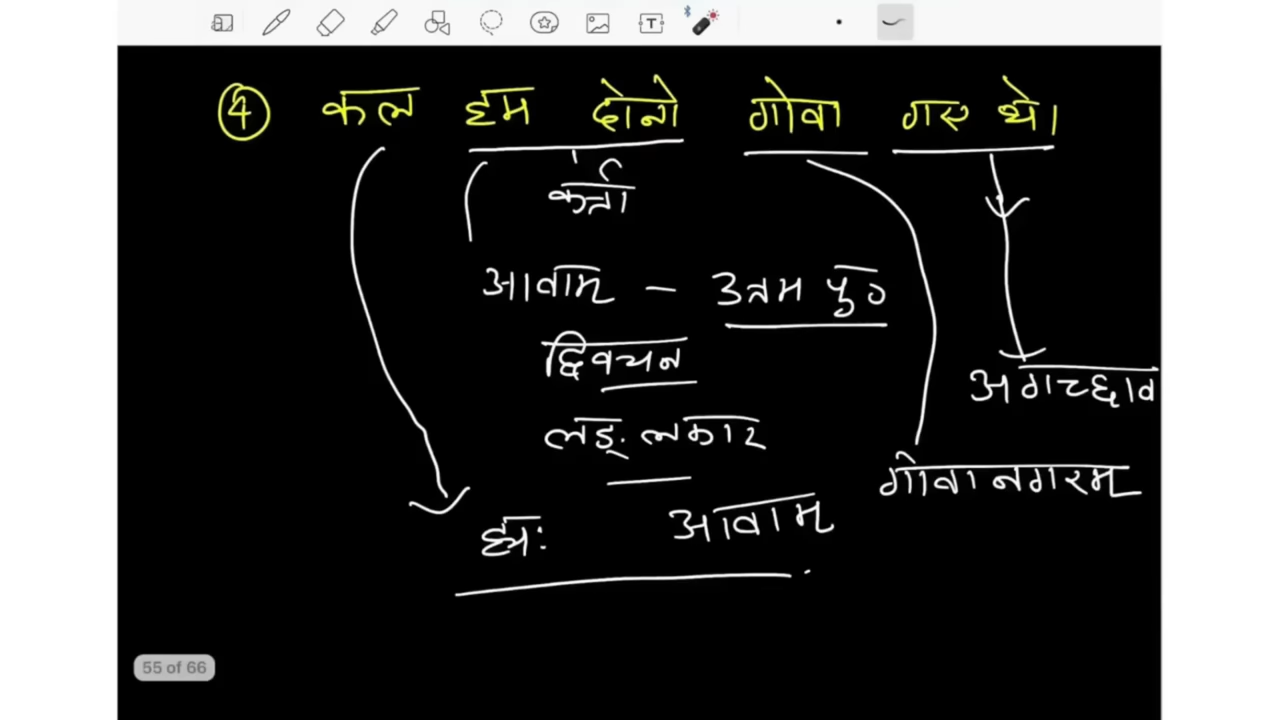 ④ कल हम दोनो गोवा गए थे।
कर्ता
आवाम् – उत्तम पु०
द्विवचन
अगच्छाव
लङ् लकार
गोवा नगरम्
ह्यः आवाम्
55 of 66